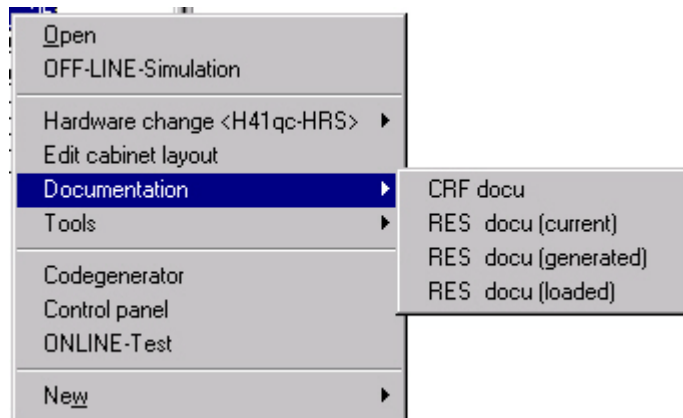 Open
OFF-LINE-Simulation
Hardware change <H41qc-HRS>
Edit cabinet layout
Documentation
Tools
Codegenerator
Control panel
ONLINE-Test
New
CRF docu
RES docu (current)
RES docu (generated)
RES docu (loaded)